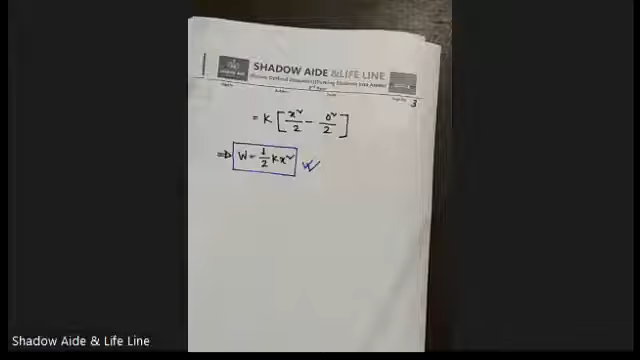 SHADOW AIDE & LIFE LINE
3
= K [ x²/2 − 0²/2 ]
⇒ W = 1/2 Kx²
Shadow Aide & Life Line